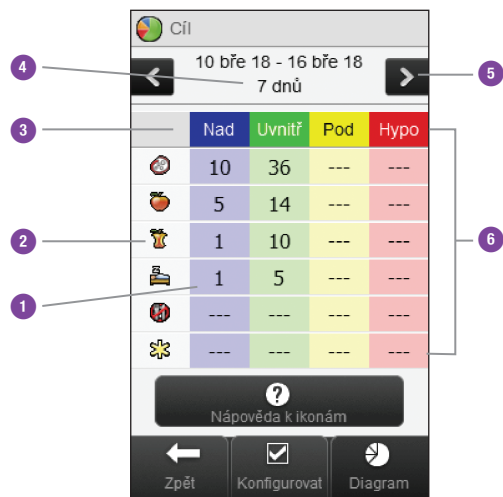 Cíl
10 bře 18 - 16 bře 18
7 dnů
Nad Uvnitř Pod Hypo
10 36 --- ---
5 14 --- ---
1 10 --- ---
1 5 --- ---
--- --- --- ---
--- --- --- ---
?
Nápověda k ikonám
Zpět Konfigurovat Diagram
4
5
3
2
6
1